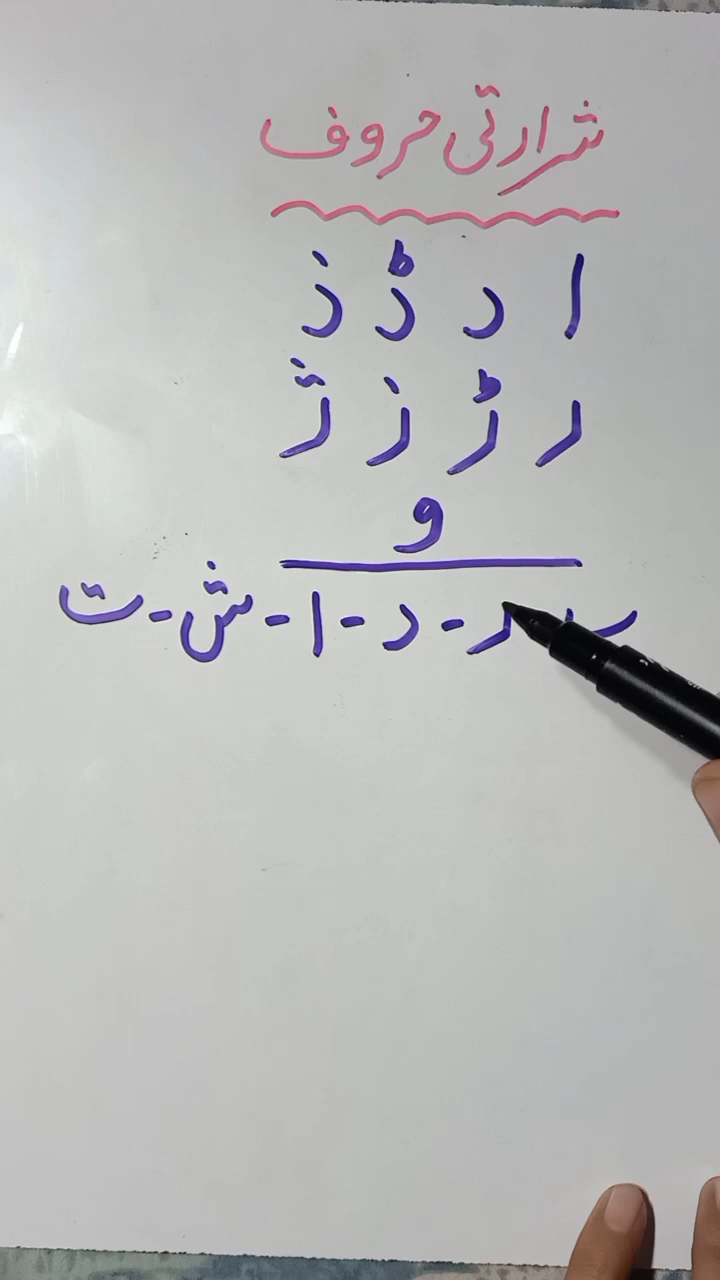 شرارتی حروف
ا د ڈ ذ
ر ڑ ز ژ
و
ر - د - ا - ش - ت